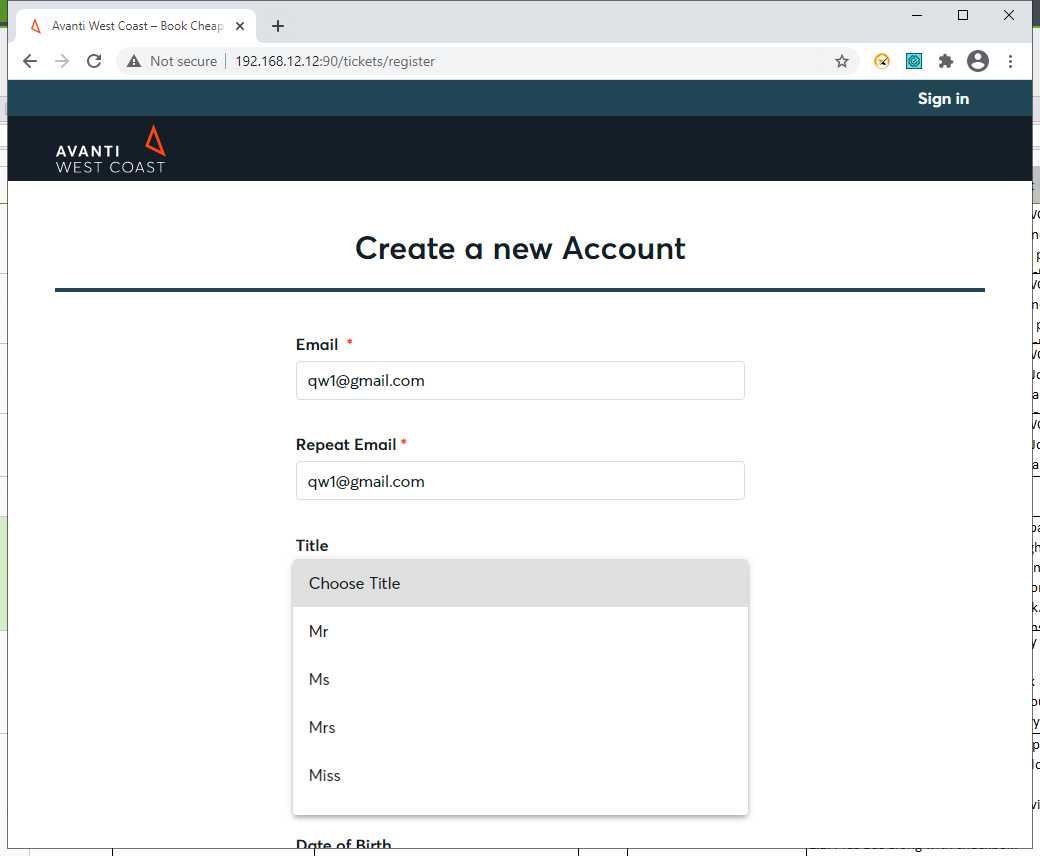 Avanti West Coast – Book Cheap
Not secure
192.168.12.12:90/tickets/register
Sign in
AVANTI
WEST COAST
Create a new Account
Email *
qw1@gmail.com
Repeat Email *
qw1@gmail.com
Title
Choose Title
Mr
Ms
Mrs
Miss
Date of Birth